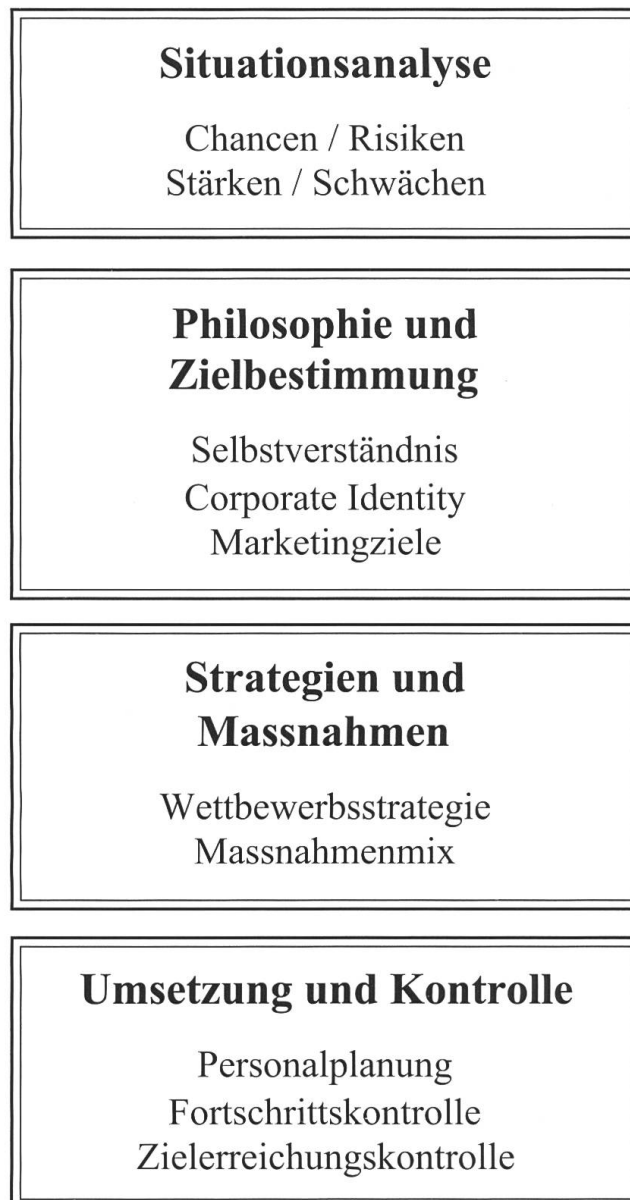 Situationsanalyse
Chancen / Risiken
Stärken / Schwächen
Philosophie und
Zielbestimmung
Selbstverständnis
Corporate Identity
Marketingziele
Strategien und
Massnahmen
Wettbewerbsstrategie
Massnahmenmix
Umsetzung und Kontrolle
Personalplanung
Fortschrittskontrolle
Zielerreichungskontrolle